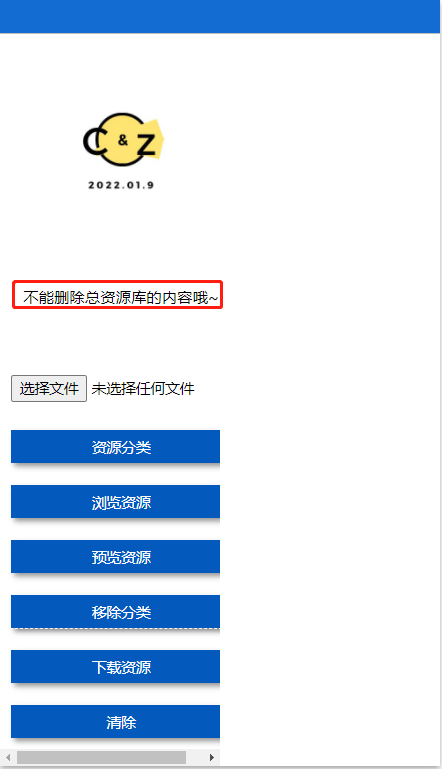 C & Z
2022.01.9
不能删除总资源库的内容哦~
选择文件 未选择任何文件
资源分类
浏览资源
预览资源
移除分类
下载资源
清除